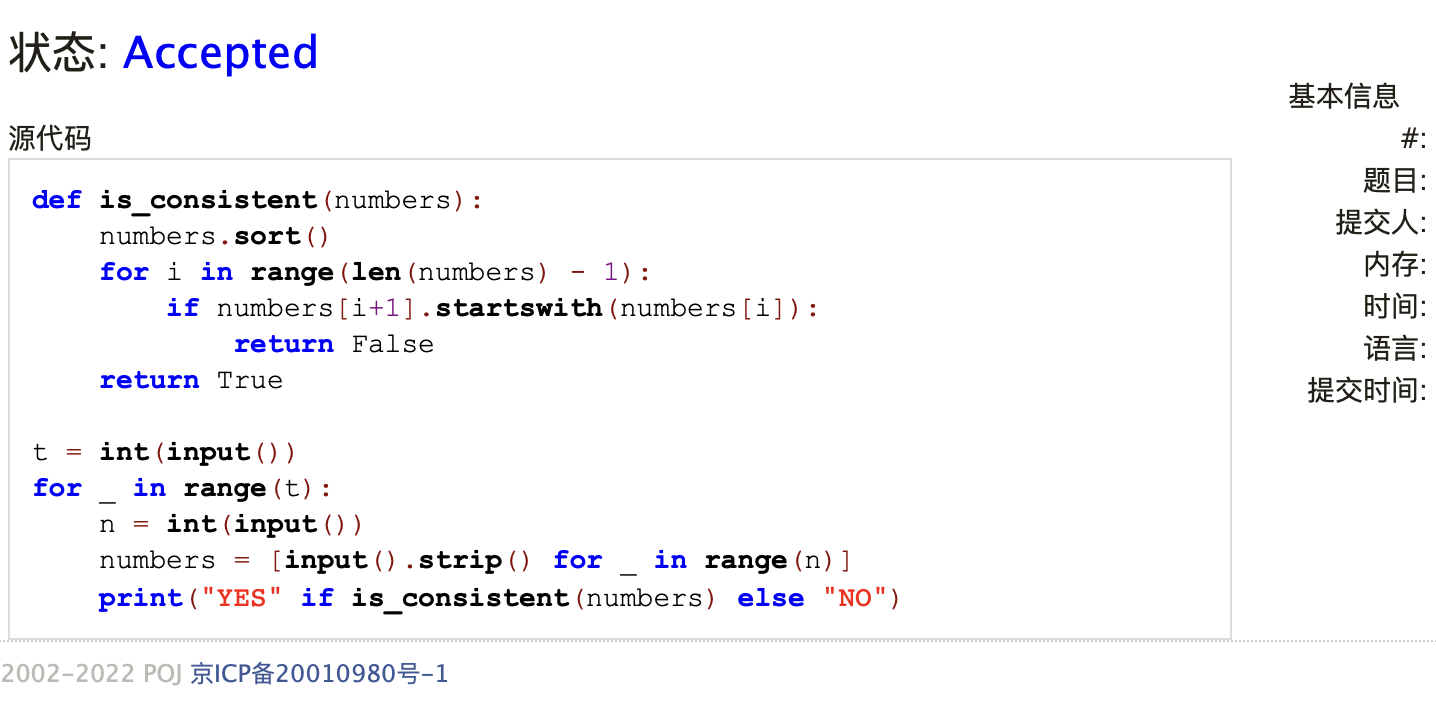 状态: Accepted
基本信息
#:
题目:
提交人:
内存:
时间:
语言:
提交时间:
源代码
def is_consistent(numbers):
    numbers.sort()
    for i in range(len(numbers) - 1):
        if numbers[i+1].startswith(numbers[i]):
            return False
    return True

t = int(input())
for _ in range(t):
    n = int(input())
    numbers = [input().strip() for _ in range(n)]
    print("YES" if is_consistent(numbers) else "NO")
2002-2022 POJ 京ICP备20010980号-1